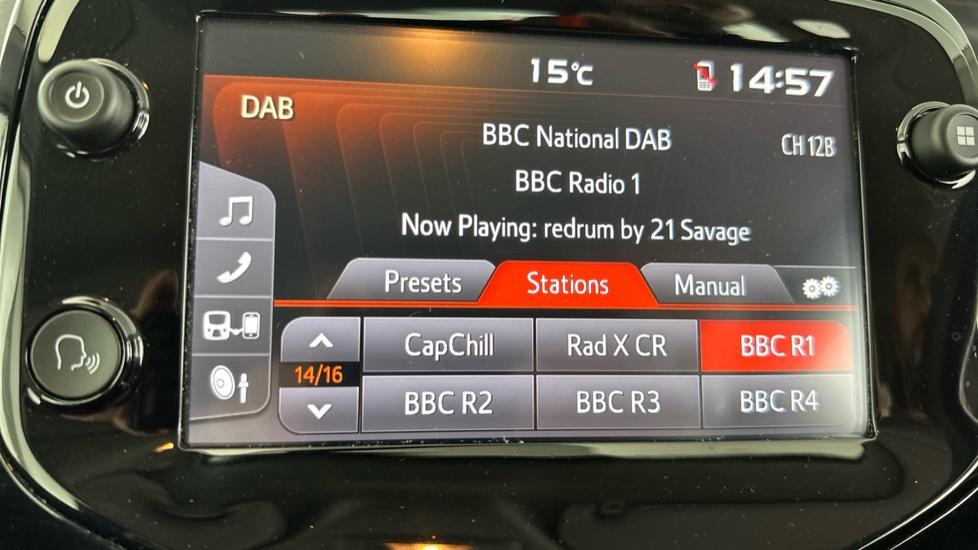 15°C 14:57
DAB
BBC National DAB CH 12B
BBC Radio 1
Now Playing: redrum by 21 Savage
Presets Stations Manual
CapChill Rad X CR BBC R1
14/16
BBC R2 BBC R3 BBC R4